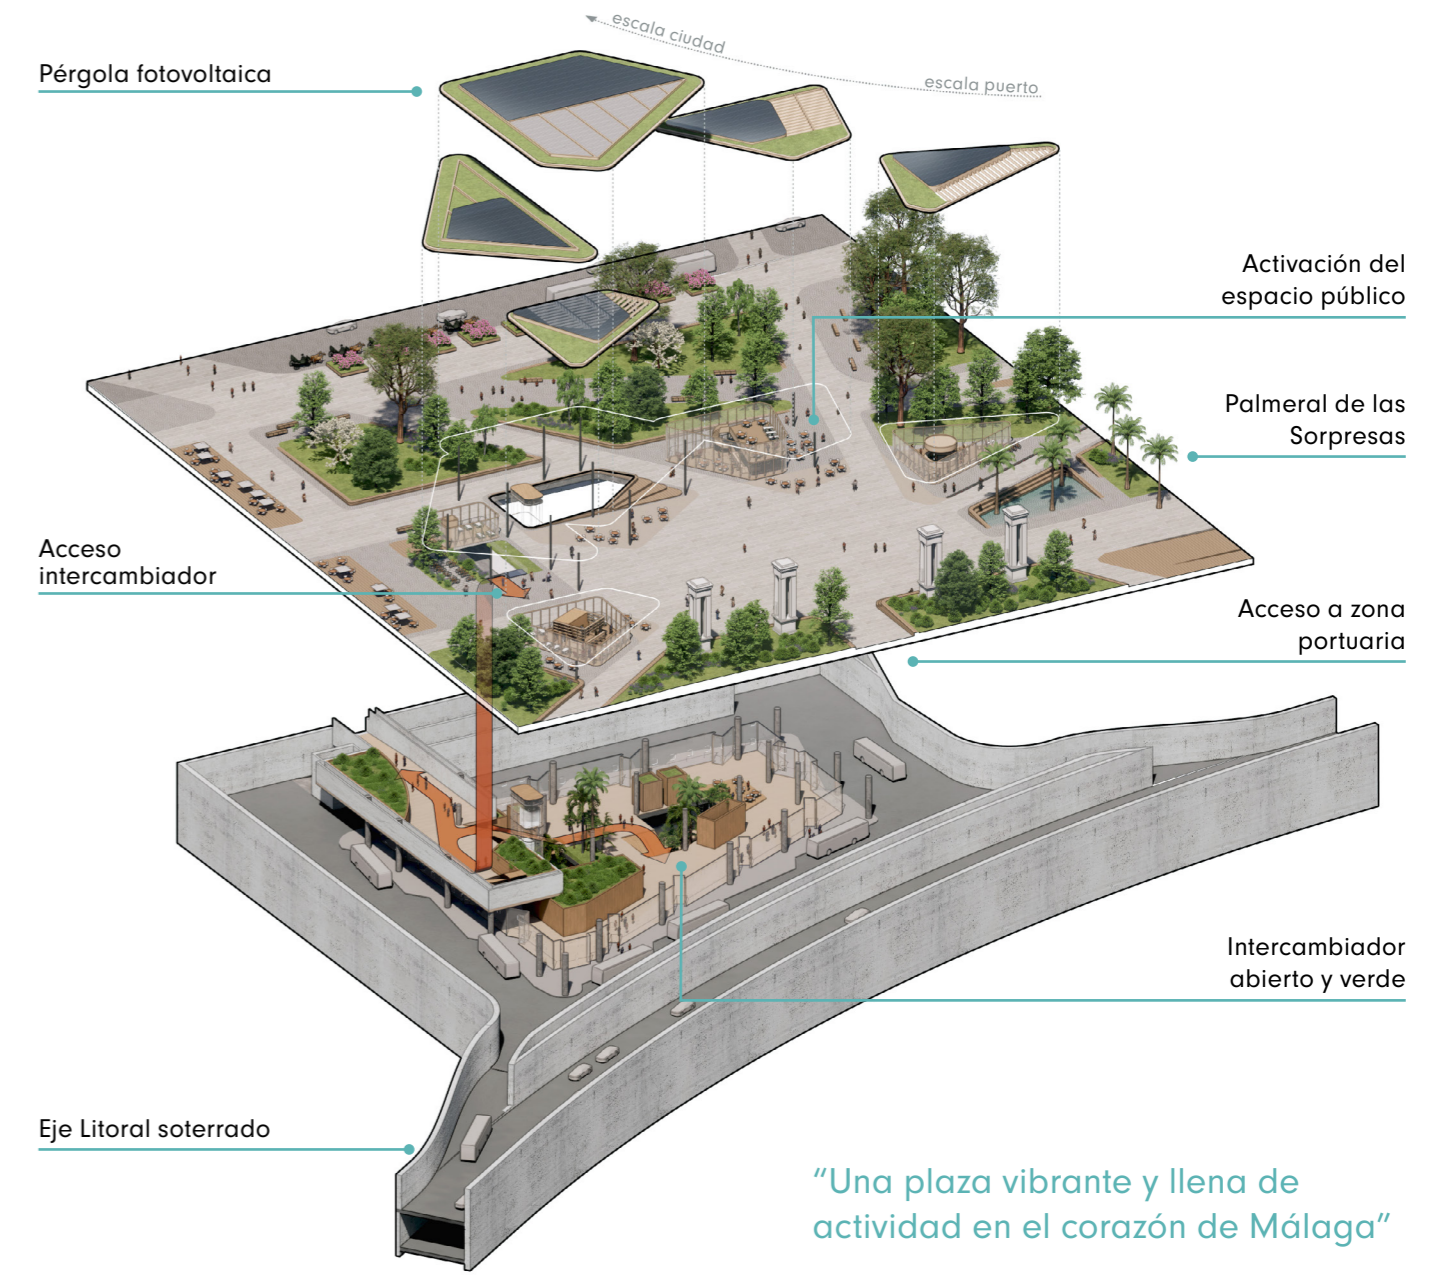 escala ciudad
escala puerto
Pérgola fotovoltaica
Activación del
espacio público
Palmeral de las
Sorpresas
Acceso
intercambiador
Acceso a zona
portuaria
Intercambiador
abierto y verde
Eje Litoral soterrado
“Una plaza vibrante y llena de
actividad en el corazón de Málaga”